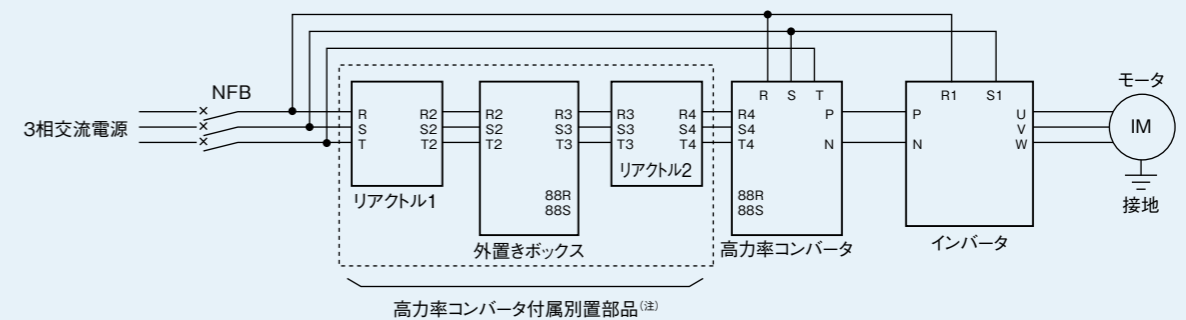 NFB
3相交流電源
R R2
S S2
T T2
リアクトル1
R2 R3
S2 S3
T2 T3
88R
88S
外置きボックス
R3 R4
S3 S4
T3 T4
リアクトル2
R S T
R4 P
S4
T4 N
88R
88S
高力率コンバータ
R1 S1
P U
V
N W
インバータ
モータ
IM
接地
高力率コンバータ付属別置部品(注)